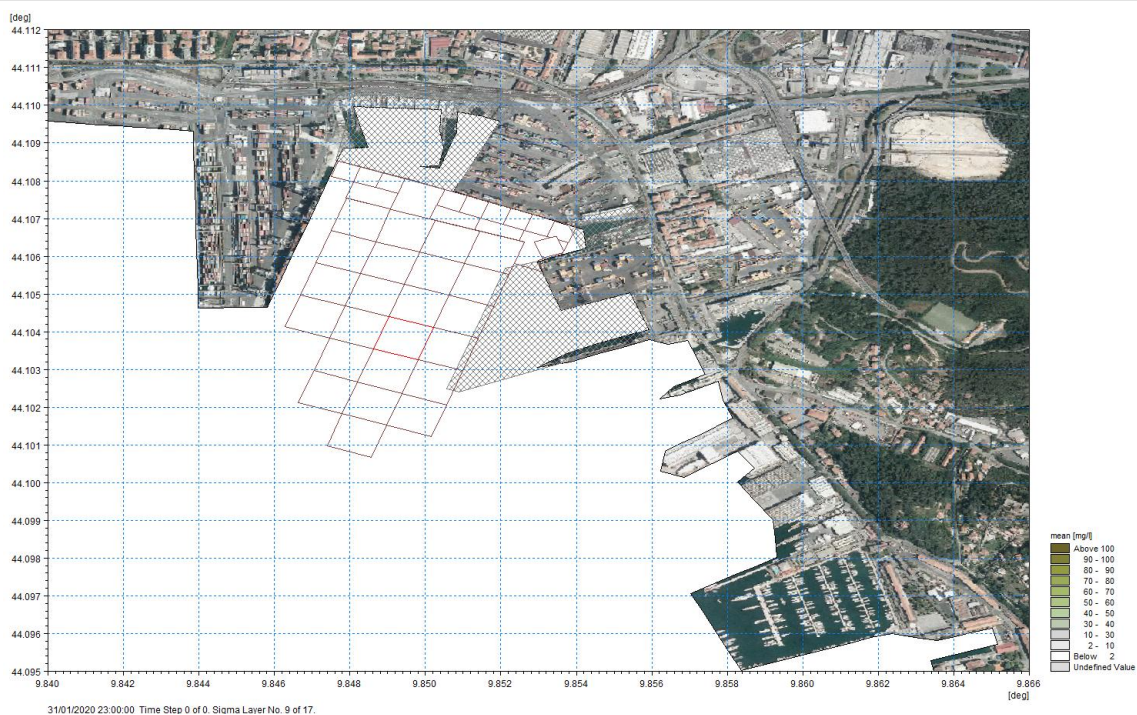 [deg]
44.112
44.111
44.110
44.109
44.108
44.107
44.106
44.105
44.104
44.103
44.102
44.101
44.100
44.099
44.098
44.097
44.096
44.095
9.840 9.842 9.844 9.846 9.848 9.850 9.852 9.854 9.856 9.858 9.860 9.862 9.864 9.866
[deg]
mean [mg/l]
Above 100
90 - 100
80 - 90
70 - 80
60 - 70
50 - 60
40 - 50
30 - 40
10 - 30
2 - 10
Below 2
Undefined Value
31/01/2020 23:00:00 Time Step 0 of 0. Sigma Layer No. 9 of 17.